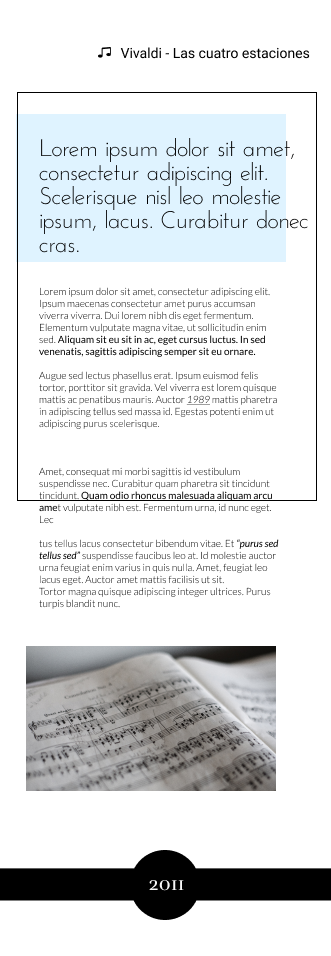 Vivaldi - Las cuatro estaciones
Lorem ipsum dolor sit amet,
consectetur adipiscing elit.
Scelerisque nisl leo molestie
ipsum, lacus. Curabitur donec
cras.
Lorem ipsum dolor sit amet, consectetur adipiscing elit.
Ipsum maecenas consectetur amet purus accumsan
viverra viverra. Dui lorem nibh dis eget fermentum.
Elementum vulputate magna vitae, ut sollicitudin enim
sed. Aliquam sit eu sit in ac, eget cursus luctus. In sed
venenatis, sagittis adipiscing semper sit eu ornare.
Augue sed lectus phasellus erat. Ipsum euismod felis
tortor, porttitor sit gravida. Vel viverra est lorem quisque
mattis ac penatibus mauris. Auctor 1989 mattis pharetra
in adipiscing tellus sed massa id. Egestas potenti enim ut
adipiscing purus scelerisque.
Amet, consequat mi morbi sagittis id vestibulum
suspendisse nec. Curabitur quam pharetra sit tincidunt
tincidunt. Quam odio rhoncus malesuada aliquam arcu
amet vulputate nibh est. Fermentum urna, id nunc eget.
Lec
tus tellus lacus consectetur bibendum vitae. Et “purus sed
tellus sed” suspendisse faucibus leo at. Id molestie auctor
urna feugiat enim varius in quis nulla. Amet, feugiat leo
lacus eget. Auctor amet mattis facilisis ut sit.
Tortor magna quisque adipiscing integer ultrices. Purus
turpis blandit nunc.
2011